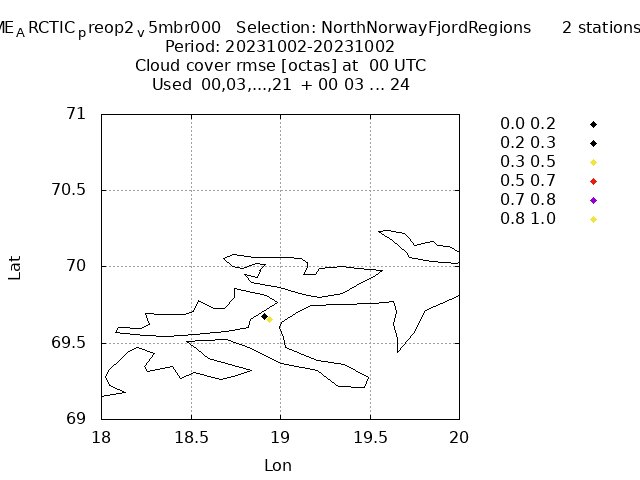 ME_ARCTIC_preop2_v5mbr000 Selection: NorthNorwayFjordRegions 2 stations
Period: 20231002-20231002
Cloud cover rmse [octas] at 00 UTC
Used 00,03,...,21 + 00 03 ... 24
71
70.5
70
69.5
69
18
18.5
19
19.5
20
Lat
Lon
0.0 0.2
0.2 0.3
0.3 0.5
0.5 0.7
0.7 0.8
0.8 1.0